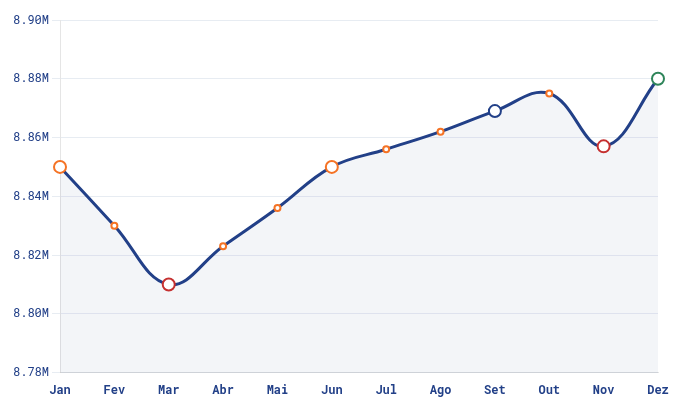 8.90M
8.88M
8.86M
8.84M
8.82M
8.80M
8.78M
Jan Fev Mar Abr Mai Jun Jul Ago Set Out Nov Dez